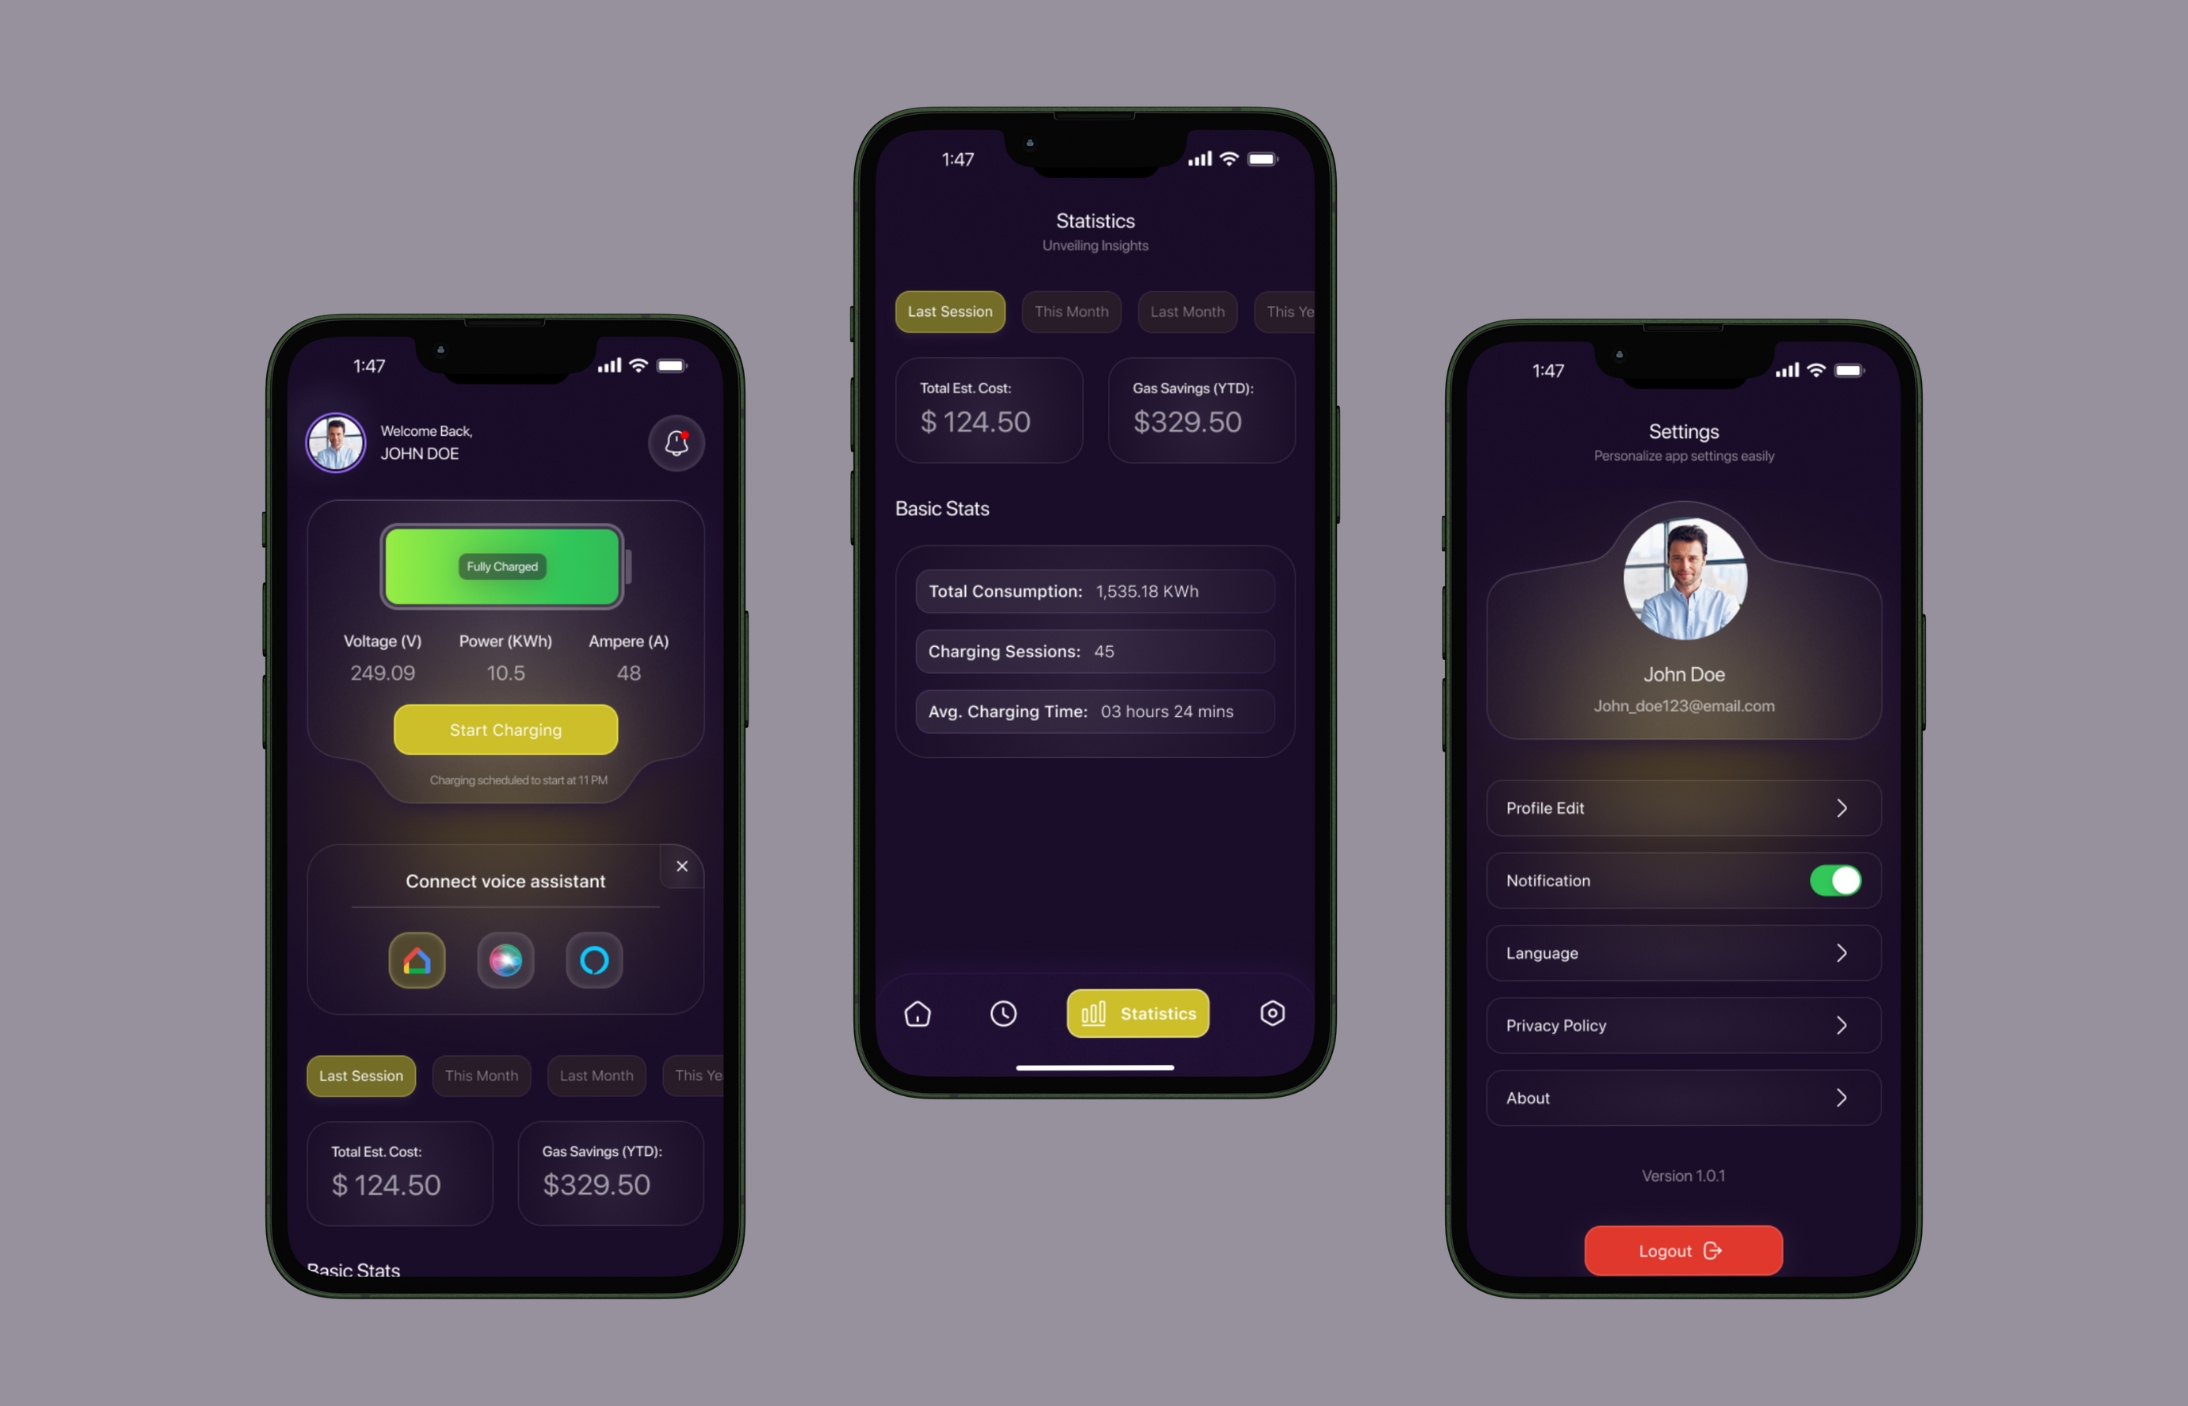 1:47
Welcome Back,
JOHN DOE
Fully Charged
Voltage (V) Power (KWh) Ampere (A)
249.09 10.5 48
Start Charging
Charging scheduled to start at 11 PM
Connect voice assistant
Last Session This Month Last Month This Ye
Total Est. Cost: Gas Savings (YTD):
$ 124.50 $329.50
Basic Stats
1:47
Statistics
Unveiling Insights
Last Session This Month Last Month This Ye
Total Est. Cost: Gas Savings (YTD):
$ 124.50 $329.50
Basic Stats
Total Consumption: 1,535.18 KWh
Charging Sessions: 45
Avg. Charging Time: 03 hours 24 mins
Statistics
1:47
Settings
Personalize app settings easily
John Doe
John_doe123@email.com
Profile Edit
Notification
Language
Privacy Policy
About
Version 1.0.1
Logout